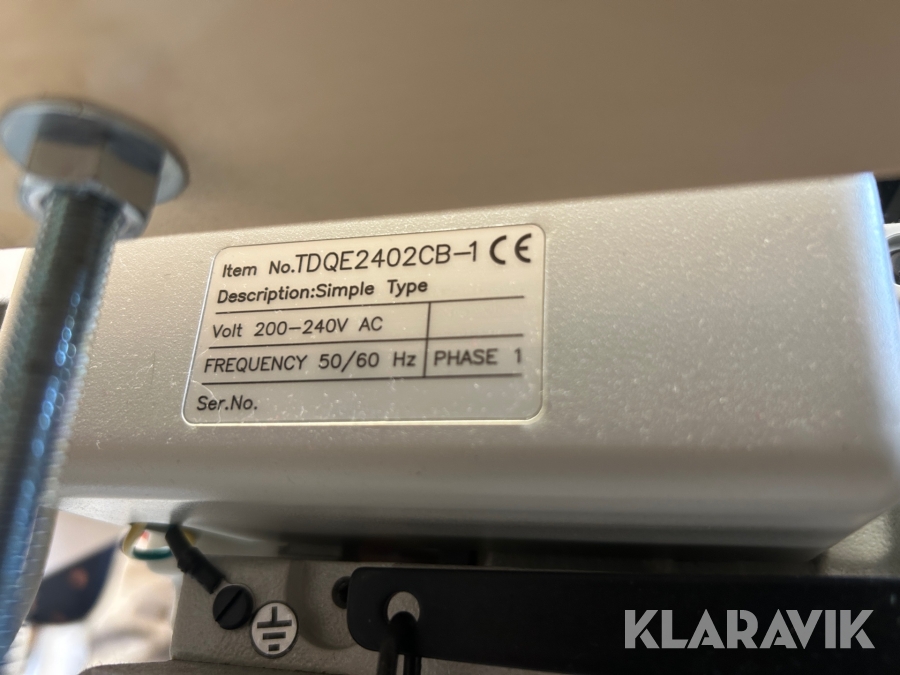 Item No.TDQE2402CB-1 CE
Description:Simple Type
Volt 200-240V AC
FREQUENCY 50/60 Hz PHASE 1
Ser.No.
KLARAVIK